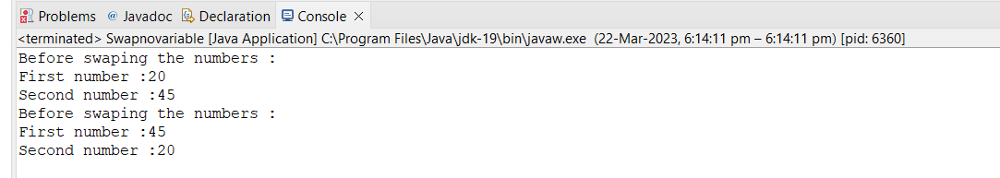 Problems @ Javadoc Declaration Console
<terminated> Swapnovariable [Java Application] C:\Program Files\Java\jdk-19\bin\javaw.exe (22-Mar-2023, 6:14:11 pm – 6:14:11 pm) [pid: 6360]
Before swaping the numbers :
First number :20
Second number :45
Before swaping the numbers :
First number :45
Second number :20